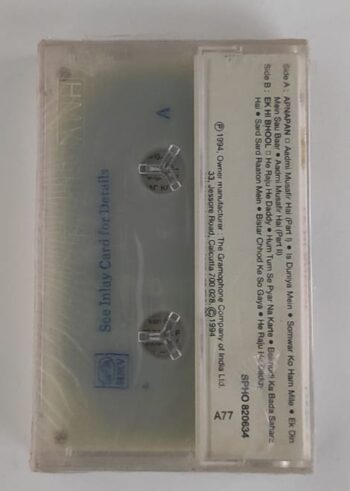 Side A : APNAPAN □ Aadmi Musafir Hai (Part I) ● Is Duniya Mein ● Somwar Ko Ham Mile ● Ek Din
Mein Sau Baar ● Aadmi Musafir Hai (Part II)
Side B : EK HI BHOOL □ He Raju He Daddy ● Hum Tum Se Pyar Na Karte ● Bekhudi Ka Bada Saharz
Hai ● Sard Sard Raaton Mein ● Bistar Chhod Ke So Gaya ● He Raju He Daddy
SPHO 820634
℗ 1994. Owner manufacturer : The Gramophone Company of India Ltd.
33, Jessore Road, Calcutta 700 028. © 1994
A77
A
See Inlay Card for Details
HMV